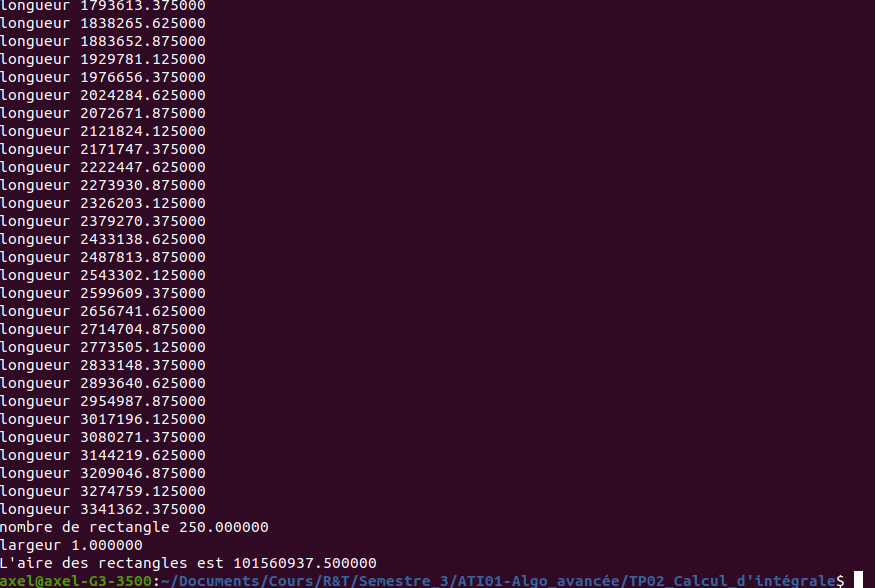 longueur 1793613.375000
longueur 1838265.625000
longueur 1883652.875000
longueur 1929781.125000
longueur 1976656.375000
longueur 2024284.625000
longueur 2072671.875000
longueur 2121824.125000
longueur 2171747.375000
longueur 2222447.625000
longueur 2273930.875000
longueur 2326203.125000
longueur 2379270.375000
longueur 2433138.625000
longueur 2487813.875000
longueur 2543302.125000
longueur 2599609.375000
longueur 2656741.625000
longueur 2714704.875000
longueur 2773505.125000
longueur 2833148.375000
longueur 2893640.625000
longueur 2954987.875000
longueur 3017196.125000
longueur 3080271.375000
longueur 3144219.625000
longueur 3209046.875000
longueur 3274759.125000
longueur 3341362.375000
nombre de rectangle 250.000000
largeur 1.000000
L'aire des rectangles est 101560937.500000
axel@axel-G3-3500:~/Documents/Cours/R&T/Semestre_3/ATI01-Algo_avancée/TP02_Calcul_d'intégrale$